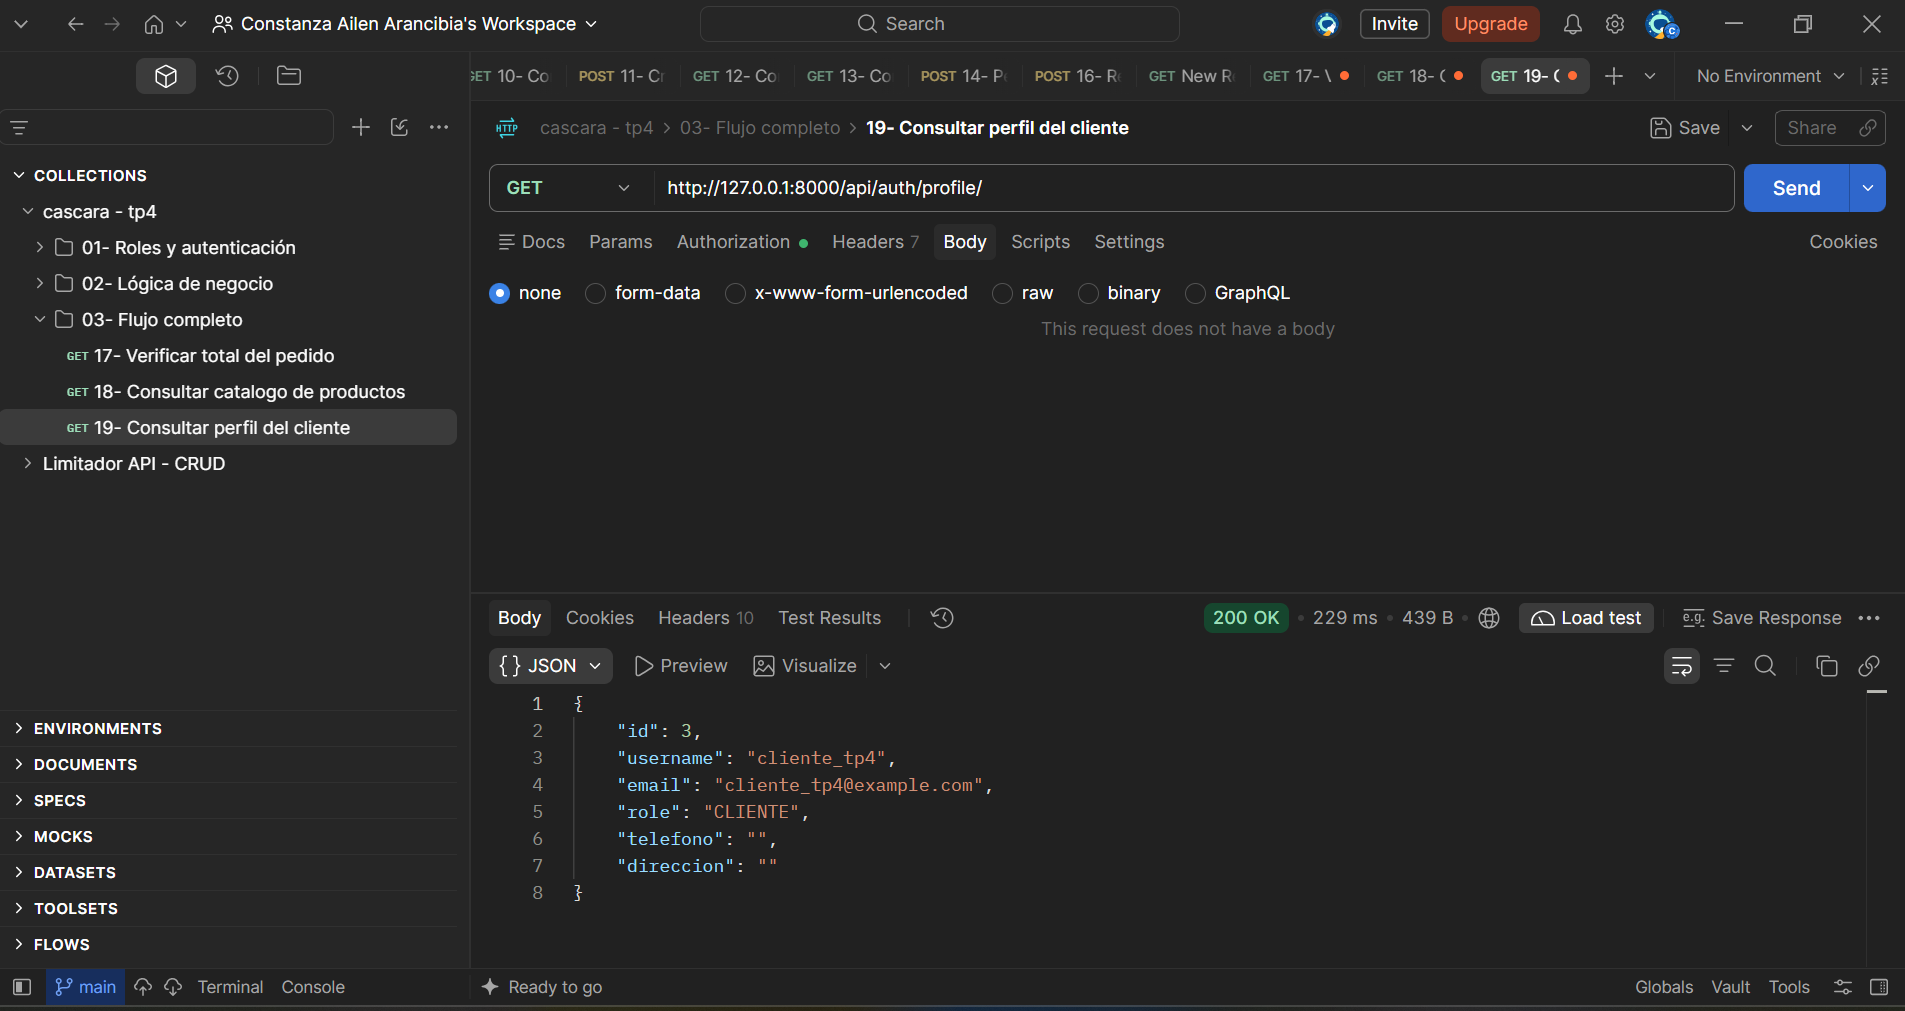 Constanza Ailen Arancibia's Workspace
Search
Invite
Upgrade
GET 10- Co
POST 11- Cr
GET 12- Co
GET 13- Co
POST 14- P
POST 16- R
GET New R
GET 17- V
GET 18- C
GET 19- C
No Environment
HTTP cascara - tp4 > 03- Flujo completo > 19- Consultar perfil del cliente
Save
Share
COLLECTIONS
cascara - tp4
01- Roles y autenticación
02- Lógica de negocio
03- Flujo completo
GET 17- Verificar total del pedido
GET 18- Consultar catalogo de productos
GET 19- Consultar perfil del cliente
Limitador API - CRUD
ENVIRONMENTS
DOCUMENTS
SPECS
MOCKS
DATASETS
TOOLSETS
FLOWS
GET http://127.0.0.1:8000/api/auth/profile/
Send
Docs Params Authorization Headers 7 Body Scripts Settings
Cookies
none form-data x-www-form-urlencoded raw binary GraphQL
This request does not have a body
Body Cookies Headers 10 Test Results
200 OK • 229 ms • 439 B
Load test
e.g. Save Response
{} JSON Preview Visualize
1 {
2 "id": 3,
3 "username": "cliente_tp4",
4 "email": "cliente_tp4@example.com",
5 "role": "CLIENTE",
6 "telefono": "",
7 "direccion": ""
8 }
main Terminal Console
Ready to go
Globals Vault Tools